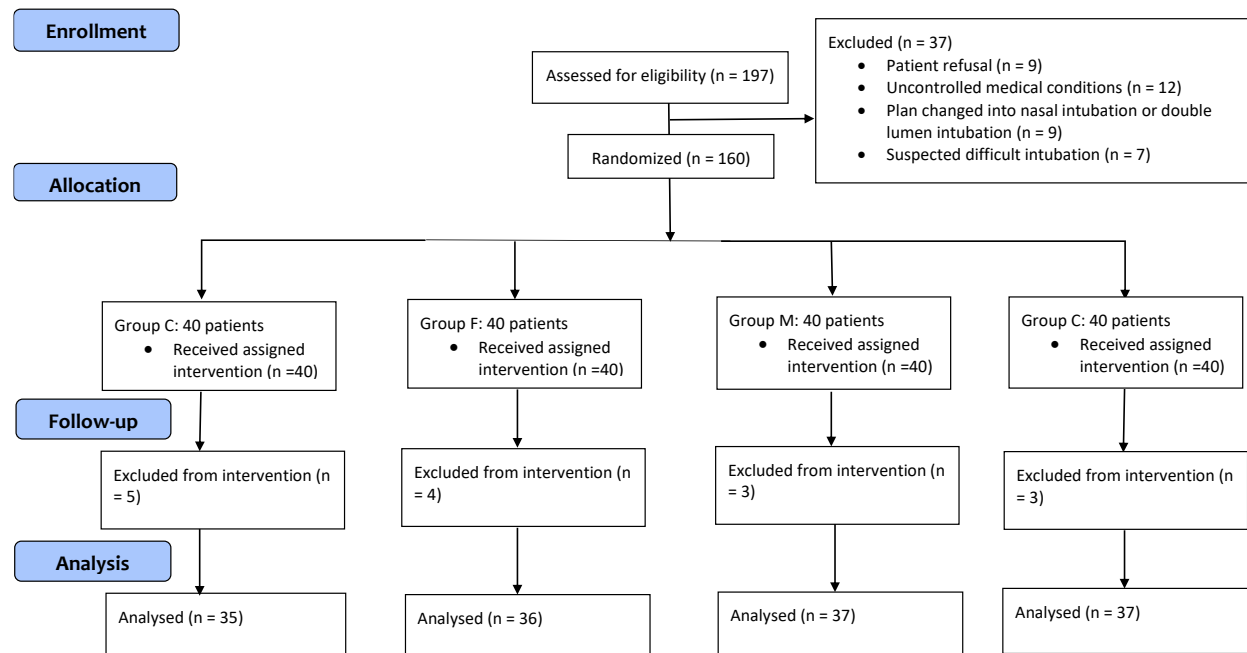 Enrollment
Assessed for eligibility (n = 197)
Excluded (n = 37)
• Patient refusal (n = 9)
• Uncontrolled medical conditions (n = 12)
• Plan changed into nasal intubation or double
lumen intubation (n = 9)
• Suspected difficult intubation (n = 7)
Randomized (n = 160)
Allocation
Group C: 40 patients
• Received assigned
intervention (n =40)
Group F: 40 patients
• Received assigned
intervention (n =40)
Group M: 40 patients
• Received assigned
intervention (n =40)
Group C: 40 patients
• Received assigned
intervention (n =40)
Follow-up
Excluded from intervention (n
= 5)
Excluded from intervention (n
= 4)
Excluded from intervention (n
= 3)
Excluded from intervention (n
= 3)
Analysis
Analysed (n = 35)
Analysed (n = 36)
Analysed (n = 37)
Analysed (n = 37)